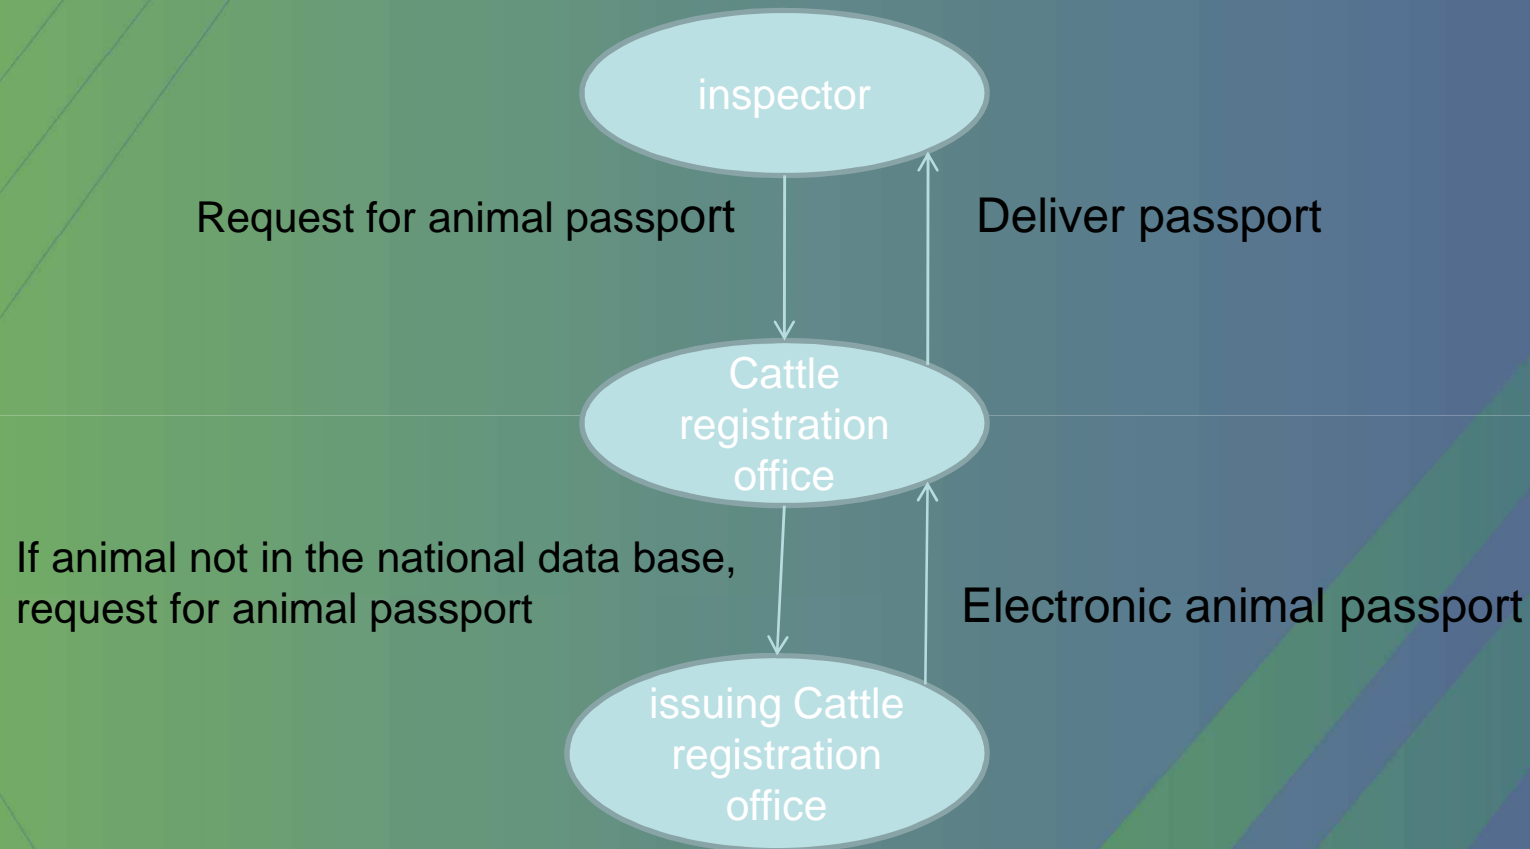 inspector
Request for animal passport
Deliver passport
Cattle
registration
office
If animal not in the national data base,
request for animal passport
Electronic animal passport
issuing Cattle
registration
office